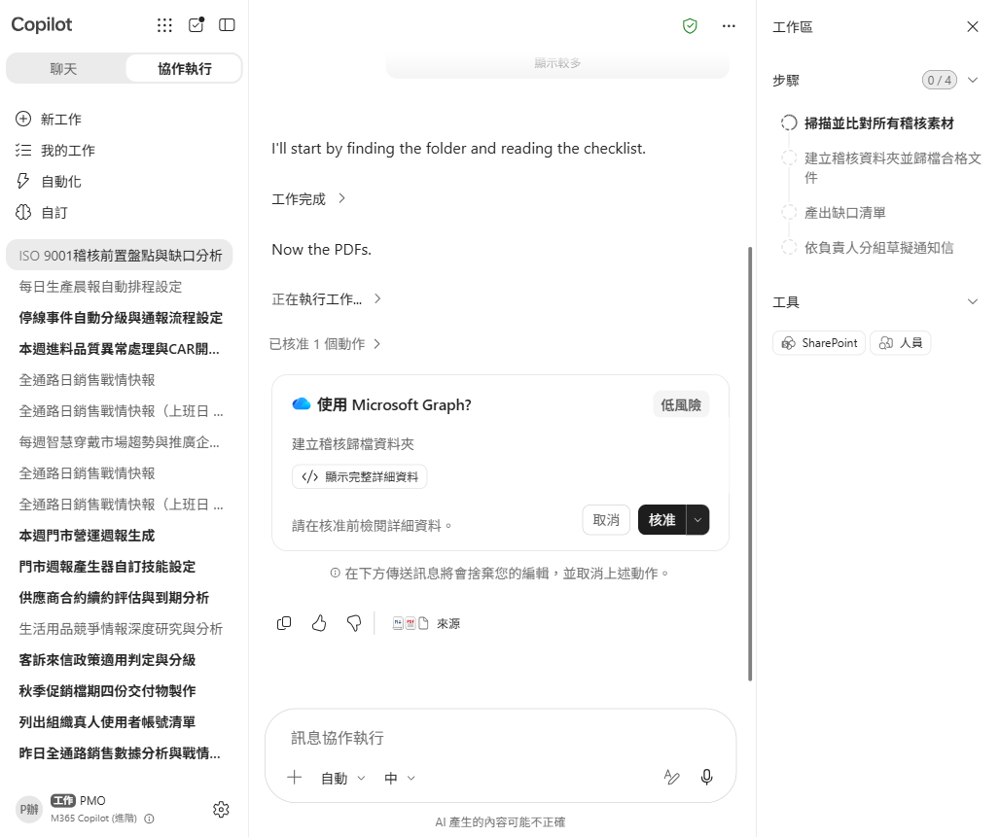 Copilot
聊天
協作執行
新工作
我的工作
自動化
自訂
ISO 9001稽核前置盤點與缺口分析
每日生產晨報自動排程設定
停線事件自動分級與通報流程設定
本週進料品質異常處理與CAR開...
全通路日銷售戰情快報
全通路日銷售戰情快報（上班日 ...
每週智慧穿戴市場趨勢與推廣企...
全通路日銷售戰情快報
全通路日銷售戰情快報（上班日 ...
本週門市營運週報生成
門市週報產生器自訂技能設定
供應商合約續約評估與到期分析
生活用品競爭情報深度研究與分析
客訴來信政策適用判定與分級
秋季促銷檔期四份交付物製作
列出組織真人使用者帳號清單
昨日全通路銷售數據分析與戰情...
P辦
工作 PMO
M365 Copilot (進階)
顯示較多
I'll start by finding the folder and reading the checklist.
工作完成
Now the PDFs.
正在執行工作...
已核准 1 個動作
使用 Microsoft Graph?
低風險
建立稽核歸檔資料夾
顯示完整詳細資料
請在核准前檢閱詳細資料。
取消
核准
在下方傳送訊息將會捨棄您的編輯，並取消上述動作。
來源
訊息協作執行
自動
中
AI 產生的內容可能不正確
工作區
步驟
0 / 4
掃描並比對所有稽核素材
建立稽核資料夾並歸檔合格文
件
產出缺口清單
依負責人分組草擬通知信
工具
SharePoint
人員